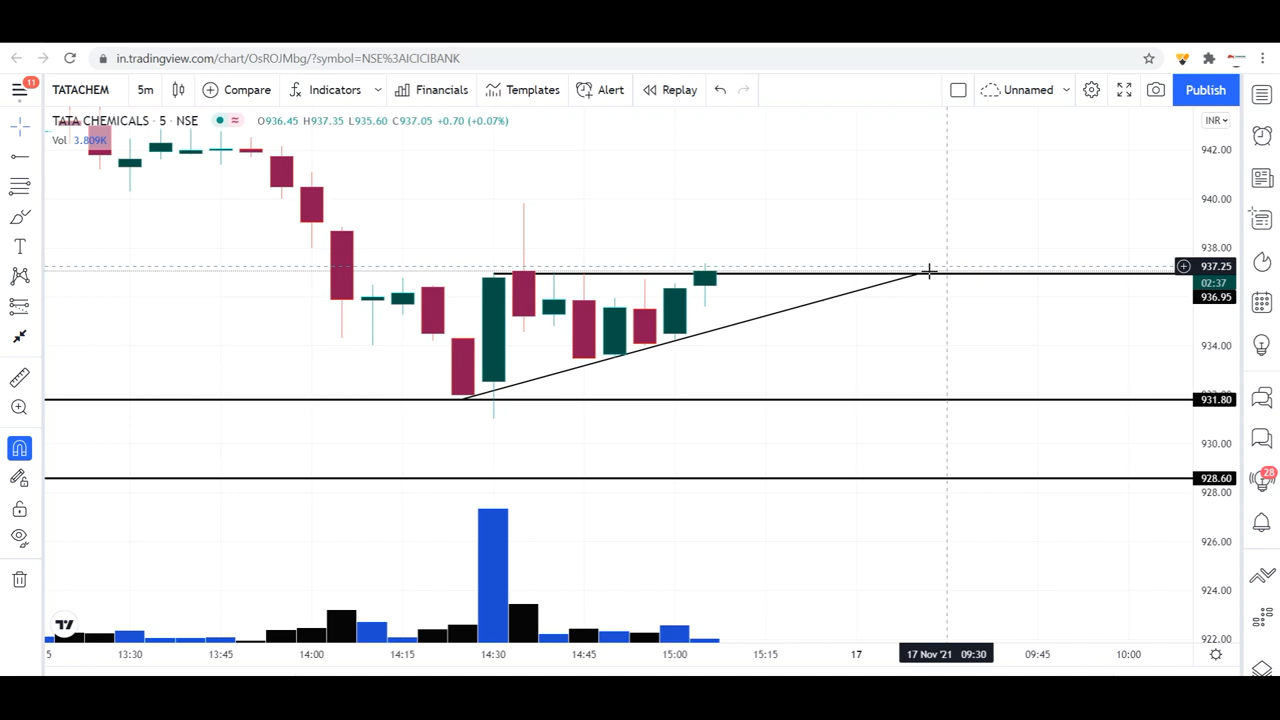 in.tradingview.com/chart/OsROJMbg/?symbol=NSE%3AICICIBANK
11
TATACHEM 5m Compare Indicators Financials Templates Alert Replay Unnamed Publish
TATA CHEMICALS · 5 · NSE O936.45 H937.35 L935.60 C937.05 +0.70 (+0.07%) INR
Vol 3.809K
942.00
940.00
938.00
937.25
02:37
936.95
934.00
931.80
930.00
928.60
928.00
926.00
924.00
922.00
28
T
5 13:30 13:45 14:00 14:15 14:30 14:45 15:00 15:15 17 17 Nov '21 09:30 09:45 10:00